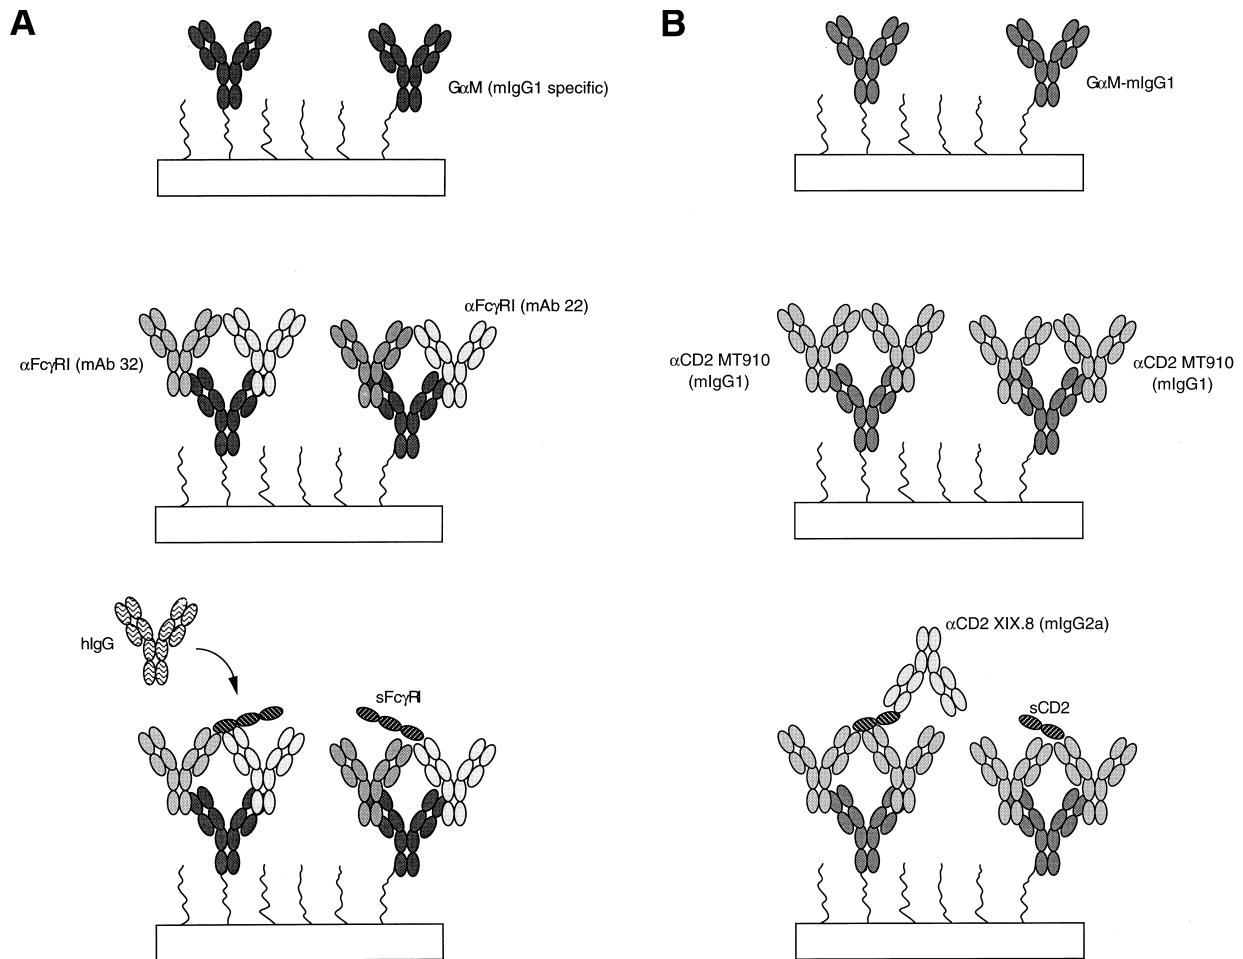 A
GαM (mIgG1 specific)
αFcγRI (mAb 22)
αFcγRI (mAb 32)
hIgG
sFcγRI
B
GαM-mIgG1
αCD2 MT910
(mIgG1)
αCD2 MT910
(mIgG1)
αCD2 XIX.8 (mIgG2a)
sCD2